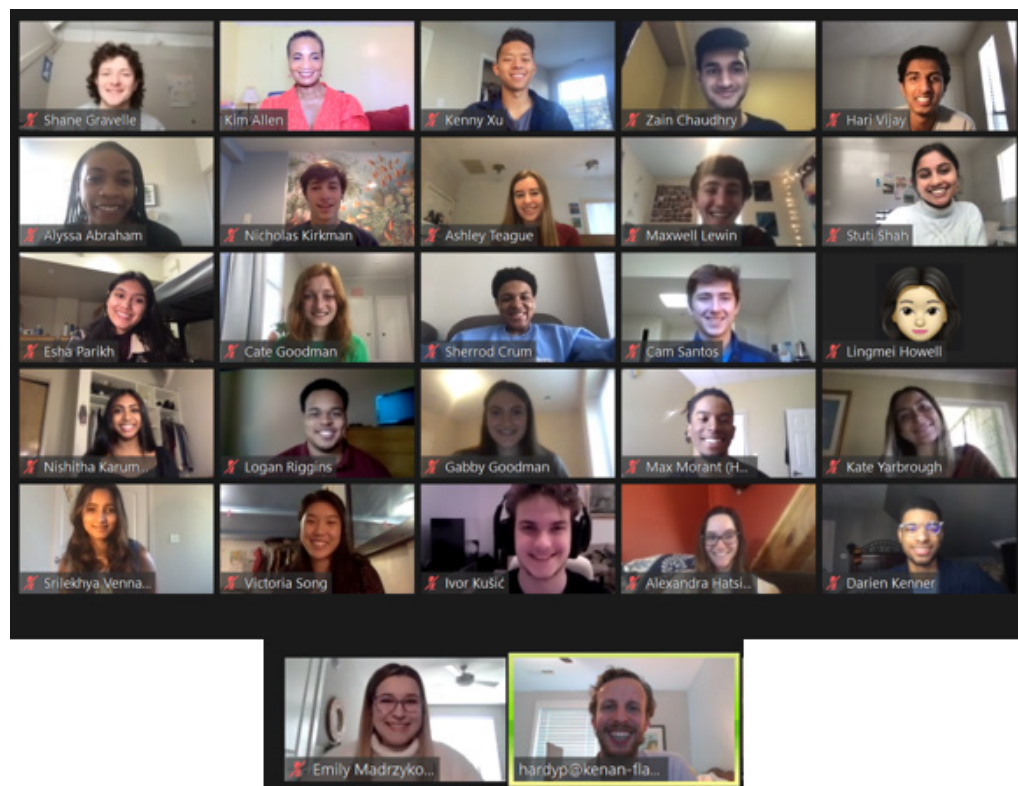 Shane Gravelle
Kim Allen
Kenny Xu
Zain Chaudhry
Hari Vijay
Alyssa Abraham
Nicholas Kirkman
Ashley Teague
Maxwell Lewin
Stuti Shah
Esha Parikh
Cate Goodman
Sherrod Crum
Cam Santos
Lingmei Howell
Nishitha Karum...
Logan Riggins
Gabby Goodman
Max Morant (H...
Kate Yarbrough
Srilekhya Venna...
Victoria Song
Ivor Kušić
Alexandra Hatsi...
Darien Kenner
Emily Madrzyko...
hardyp@kenan-fla...